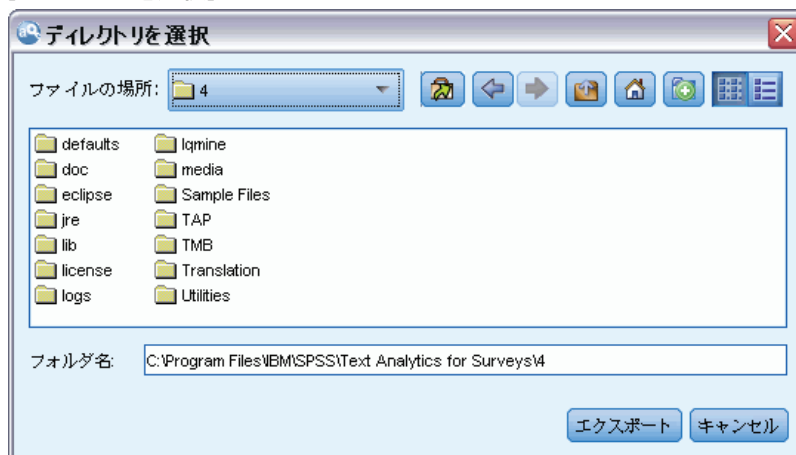 ディレクトリを選択
ファイルの場所: 4
defaults
doc
eclipse
jre
lib
license
logs
lqmine
media
Sample Files
TAP
TMB
Translation
Utilities
フォルダ名: C:\Program Files\IBM\SPSS\Text Analytics for Surveys\4
エクスポート キャンセル